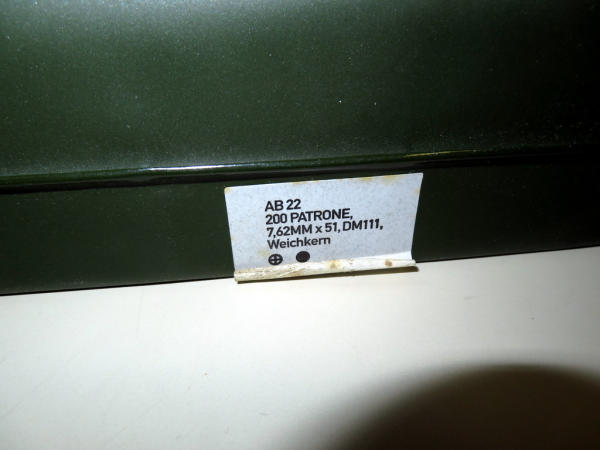 AB 22
200 PATRONE,
7,62MM x 51, DM111,
Weichkern